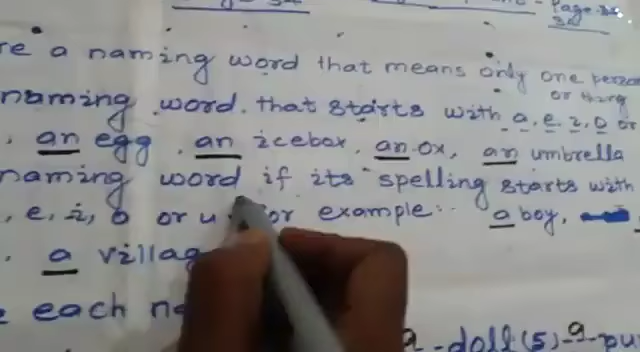 Page-
a naming word that means only one person
or thing
naming word that starts with a, e, i, o or
an egg, an icebox, an ox, an umbrella
naming word if its spelling starts with
e, i, o or u example:- a boy,
a villag
each
a-doll (5)-a-pu